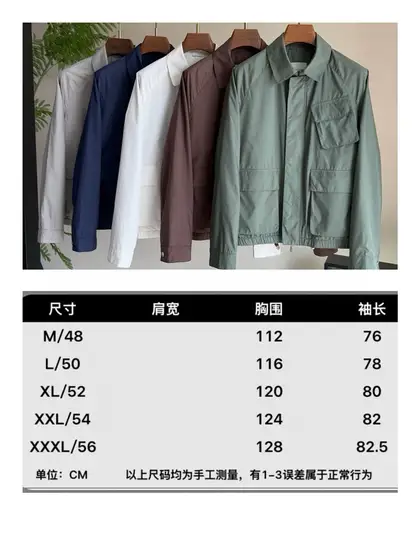 尺寸 肩宽 胸围 袖长
M/48 112 76
L/50 116 78
XL/52 120 80
XXL/54 124 82
XXXL/56 128 82.5
单位：CM 以上尺码均为手工测量，有1-3误差属于正常行为